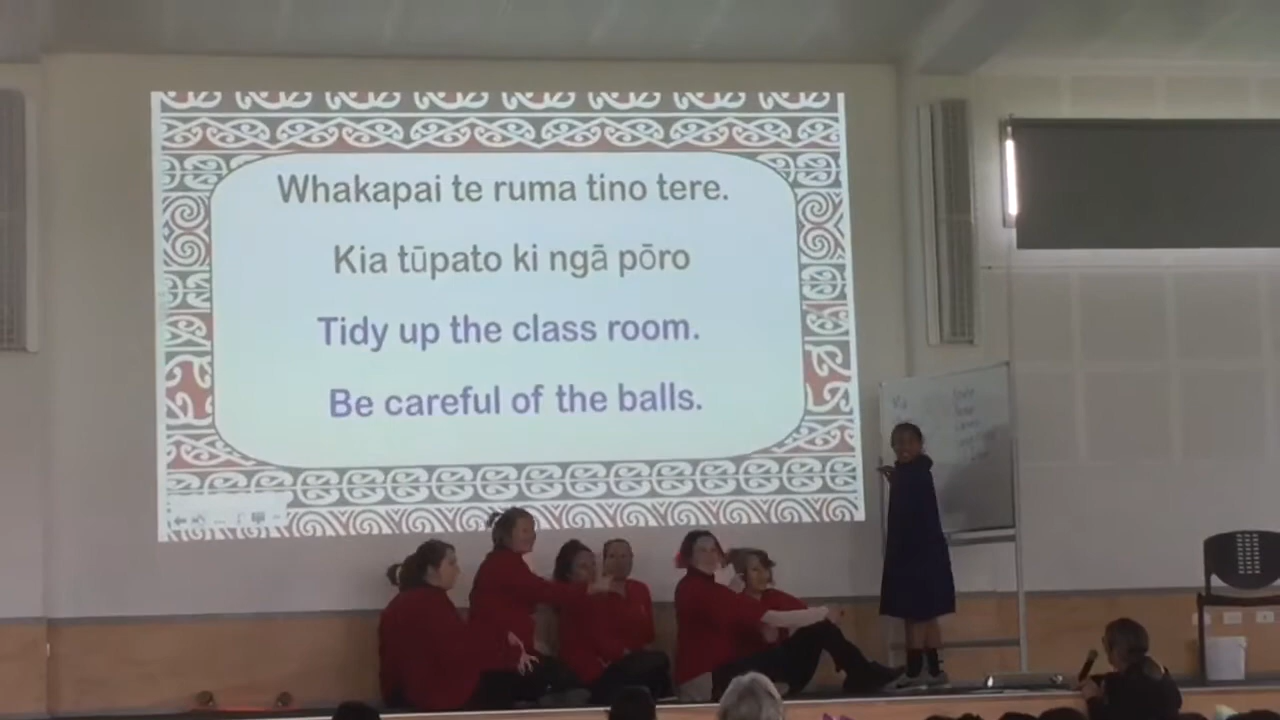 Whakapai te ruma tino tere.
Kia tūpato ki ngā pōro
Tidy up the class room.
Be careful of the balls.